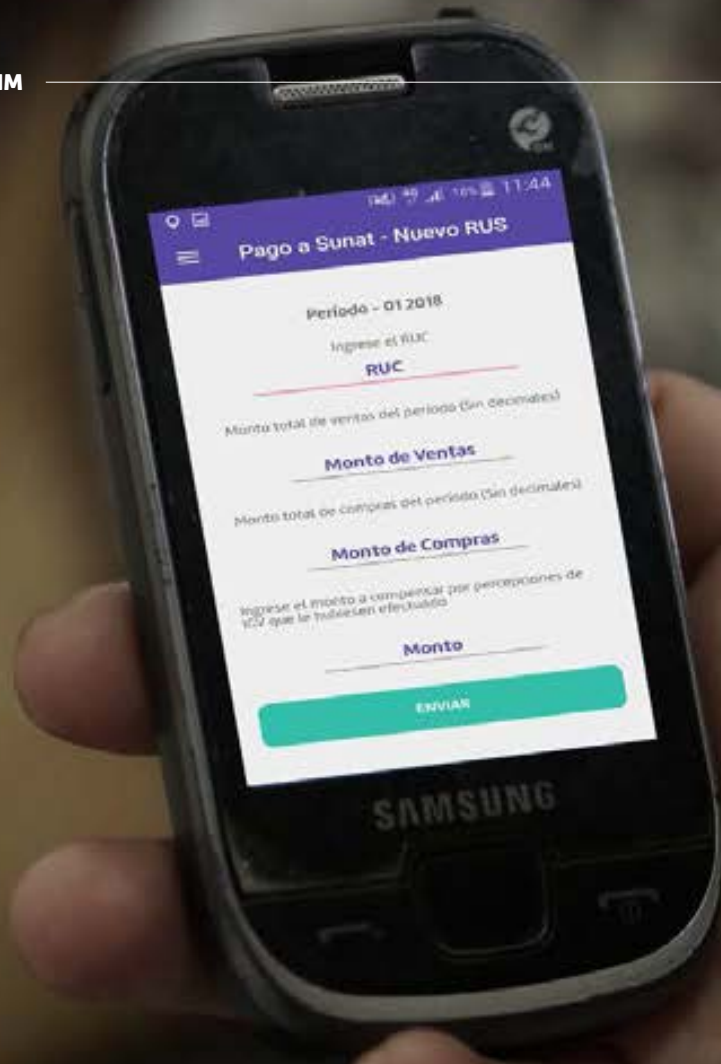 IM
11:44
Pago a Sunat - Nuevo RUS
Periodo - 01 2018
Ingrese el RUC
RUC
Monto total de ventas del periodo (Sin decimales)
Monto de Ventas
Monto total de compras del periodo (Sin decimales)
Monto de Compras
Ingrese el monto a compensar por percepciones de
IGV que le hubiesen efectuado
Monto
ENVIAR
SAMSUNG